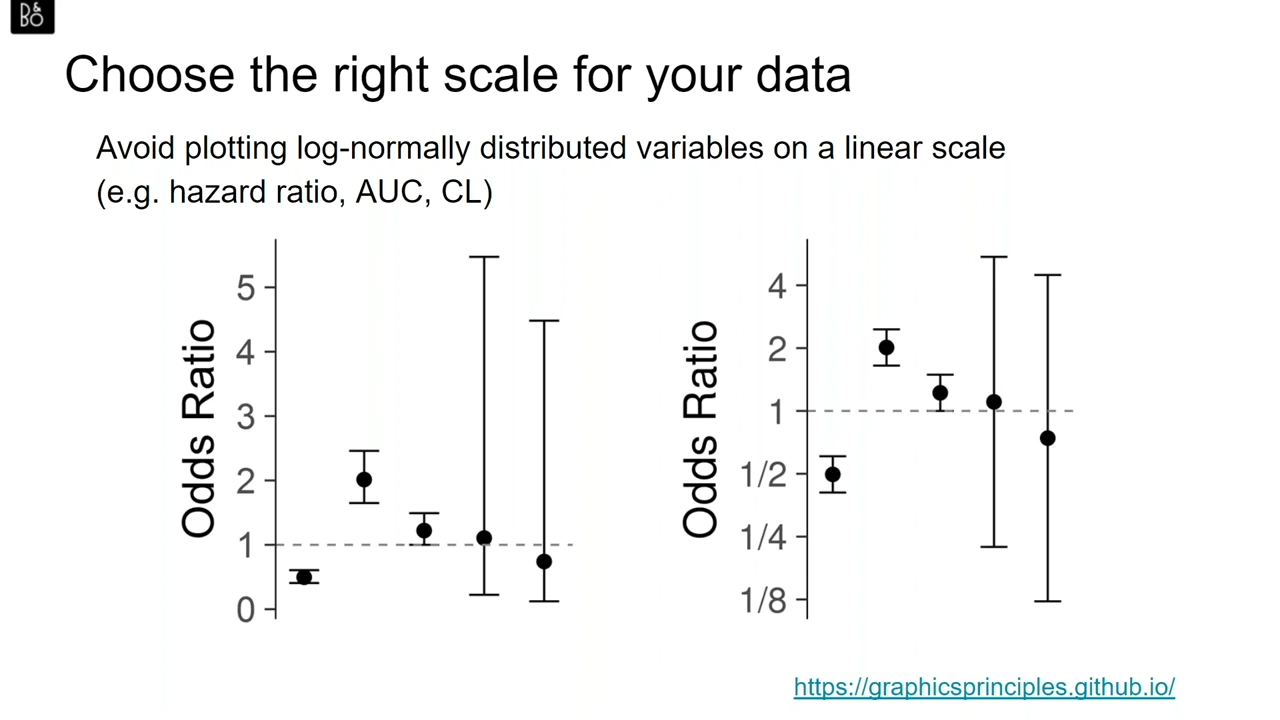 B&O
Choose the right scale for your data
Avoid plotting log-normally distributed variables on a linear scale
(e.g. hazard ratio, AUC, CL)
Odds Ratio
5
4
3
2
1
0
Odds Ratio
4
2
1
1/2
1/4
1/8
https://graphicsprinciples.github.io/